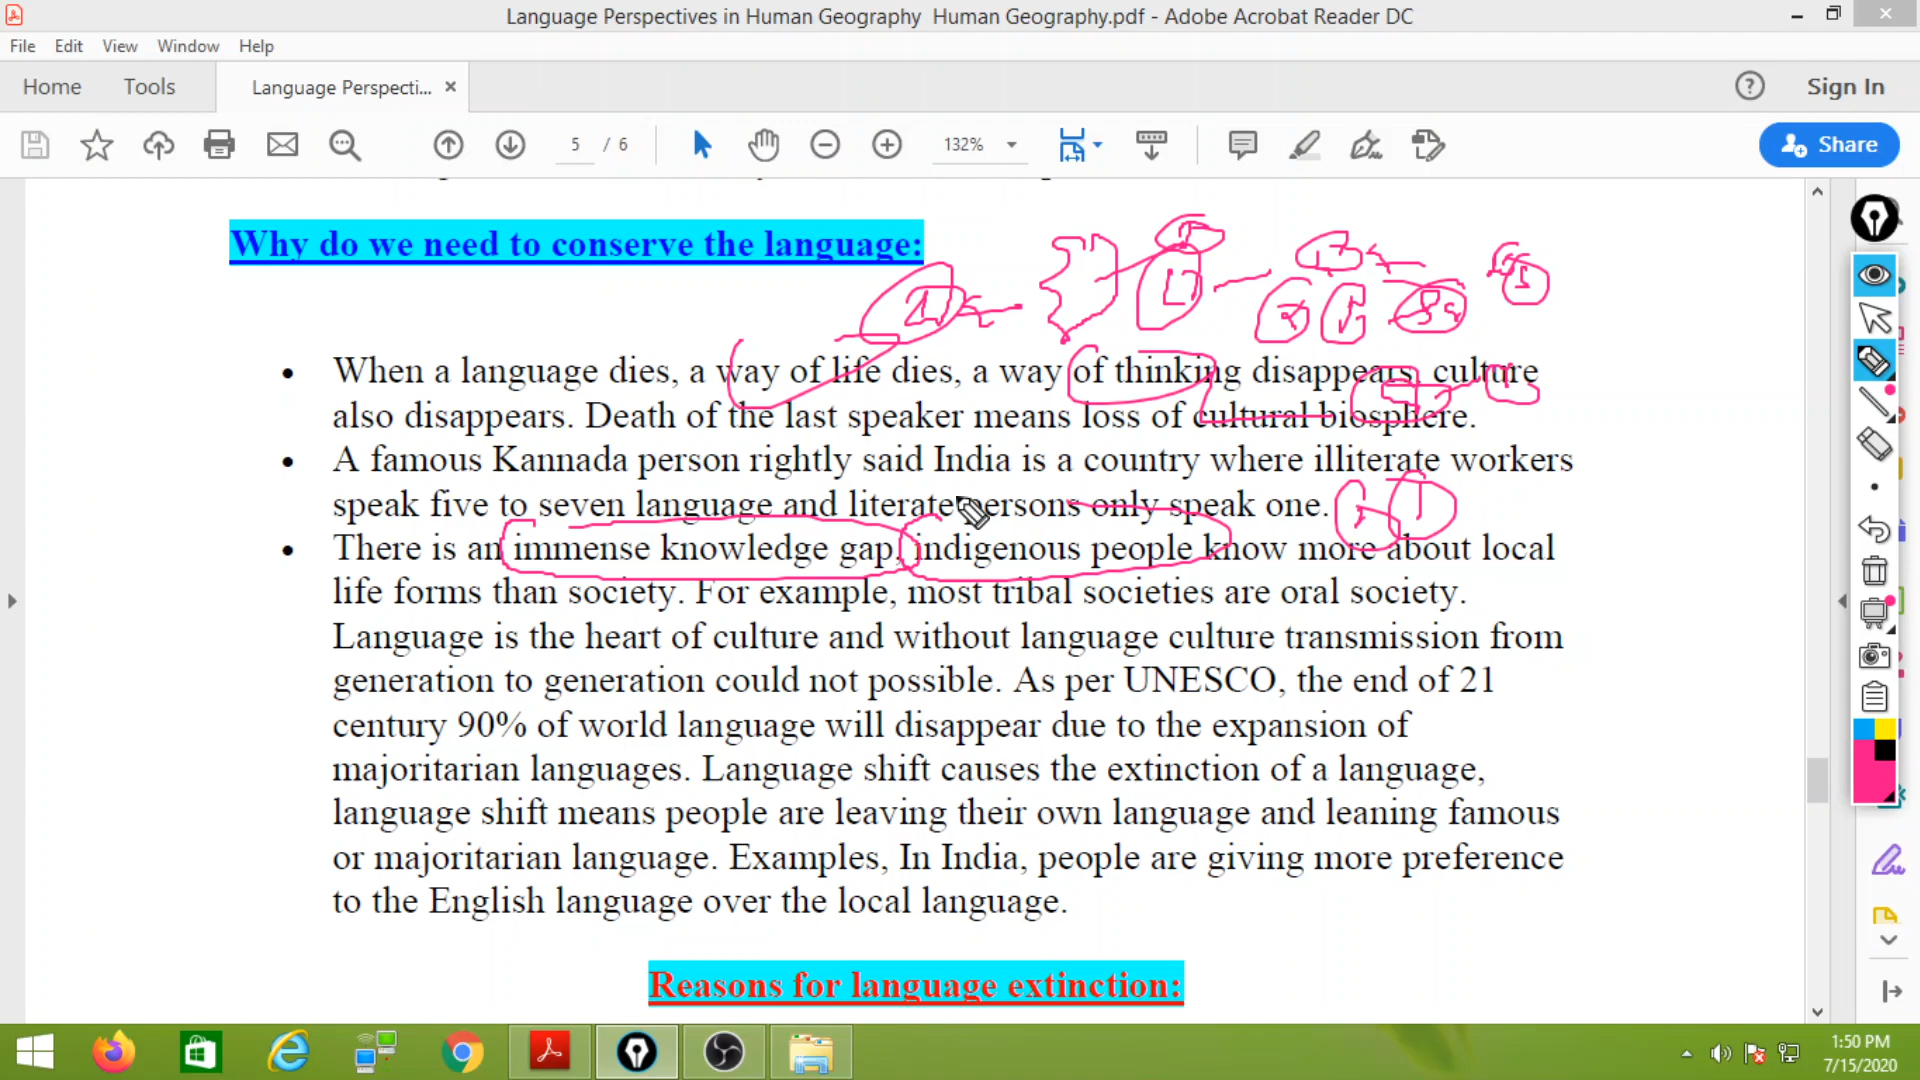 Language Perspectives in Human Geography  Human Geography.pdf - Adobe Acrobat Reader DC
File Edit View Window Help
Home Tools Language Perspecti... × Sign In
5 / 6 132% Share
Why do we need to conserve the language:
• When a language dies, a way of life dies, a way of thinking disappears, culture
also disappears. Death of the last speaker means loss of cultural biosphere.
• A famous Kannada person rightly said India is a country where illiterate workers
speak five to seven language and literate persons only speak one.
• There is an immense knowledge gap, indigenous people know more about local
life forms than society. For example, most tribal societies are oral society.
Language is the heart of culture and without language culture transmission from
generation to generation could not possible. As per UNESCO, the end of 21
century 90% of world language will disappear due to the expansion of
majoritarian languages. Language shift causes the extinction of a language,
language shift means people are leaving their own language and leaning famous
or majoritarian language. Examples, In India, people are giving more preference
to the English language over the local language.
Reasons for language extinction:
1:50 PM
7/15/2020